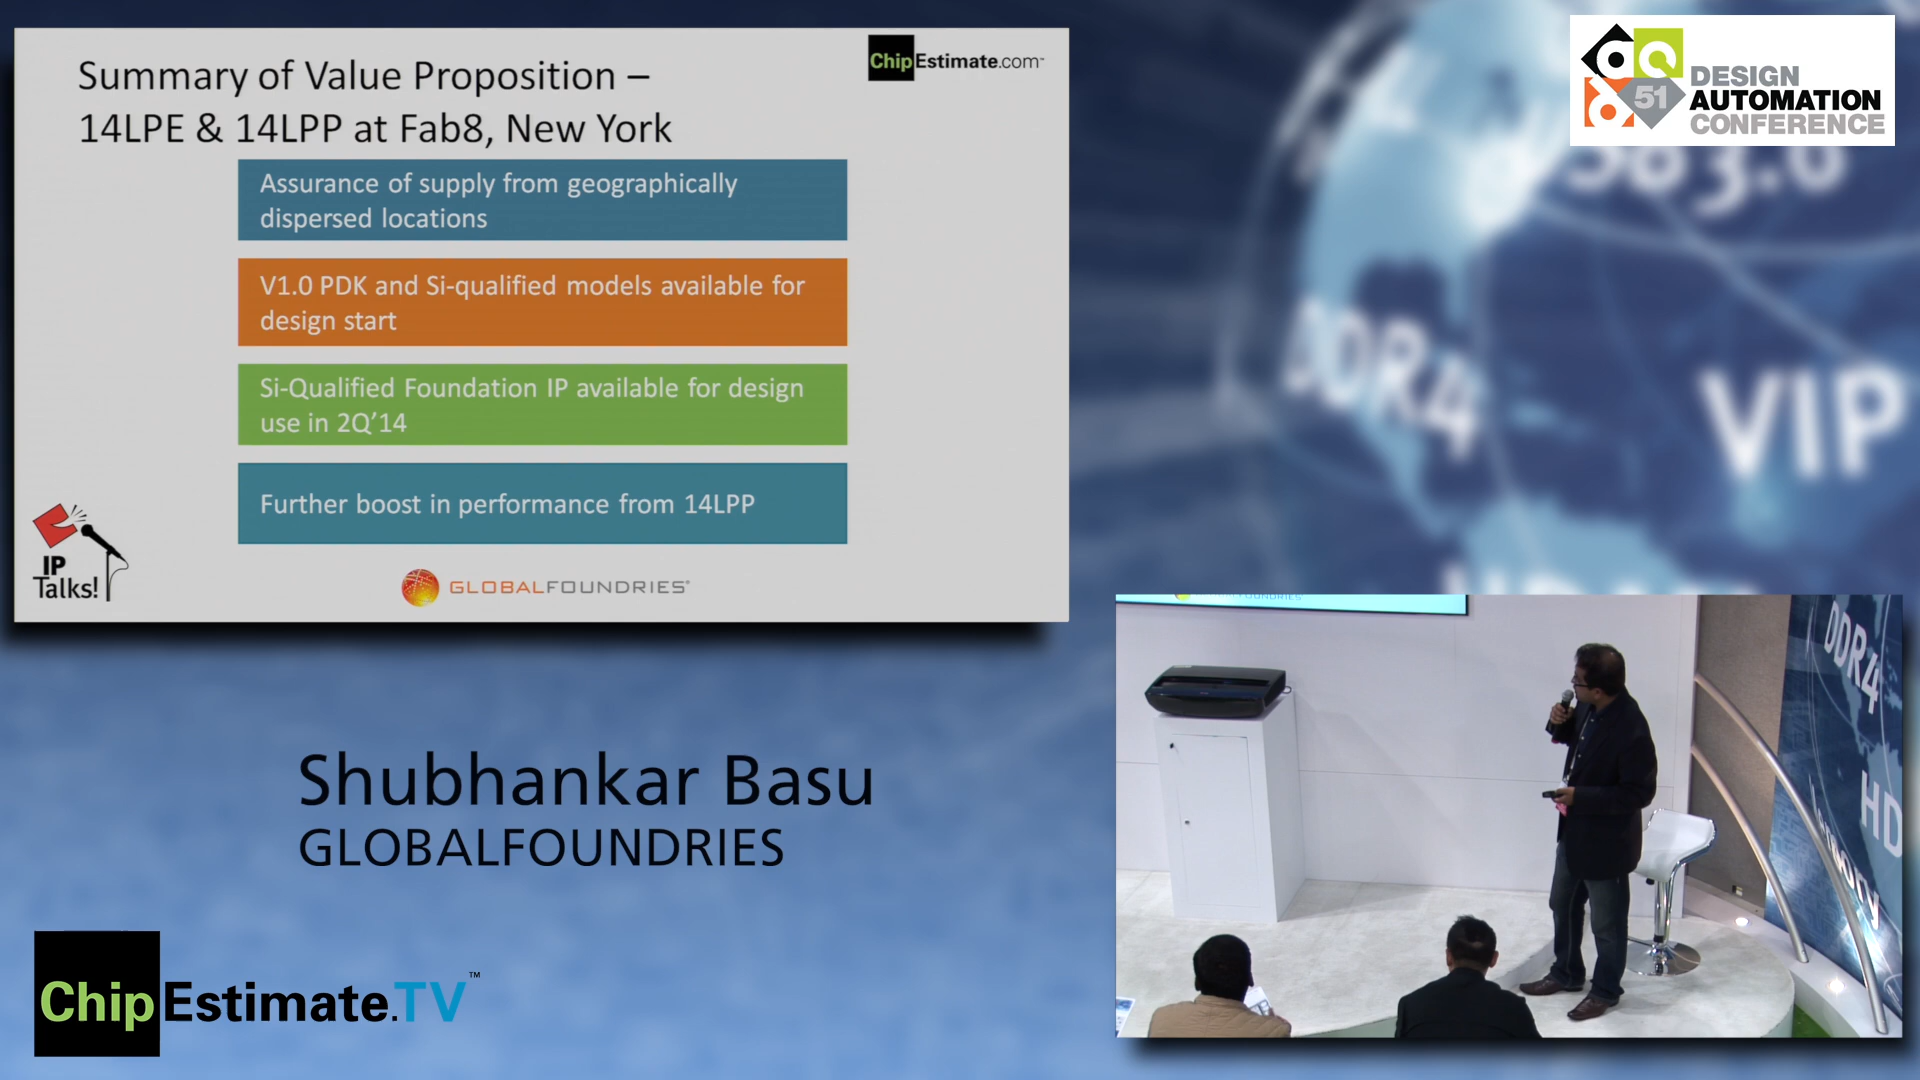 Summary of Value Proposition –
14LPE & 14LPP at Fab8, New York
ChipEstimate.com
Assurance of supply from geographically
dispersed locations
V1.0 PDK and Si-qualified models available for
design start
Si-Qualified Foundation IP available for design
use in 2Q’14
Further boost in performance from 14LPP
IP
Talks!
GLOBALFOUNDRIES
51
DESIGN
AUTOMATION
CONFERENCE
DDR4
VIP
Shubhankar Basu
GLOBALFOUNDRIES
ChipEstimate.TV™
DDR4
HD